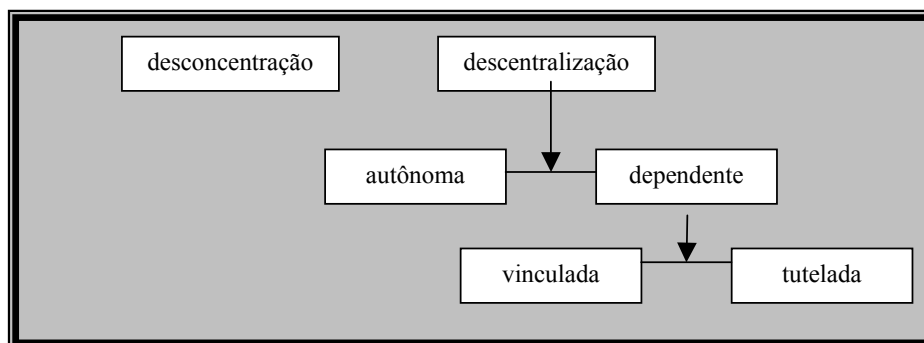 desconcentração
descentralização
autônoma
dependente
vinculada
tutelada